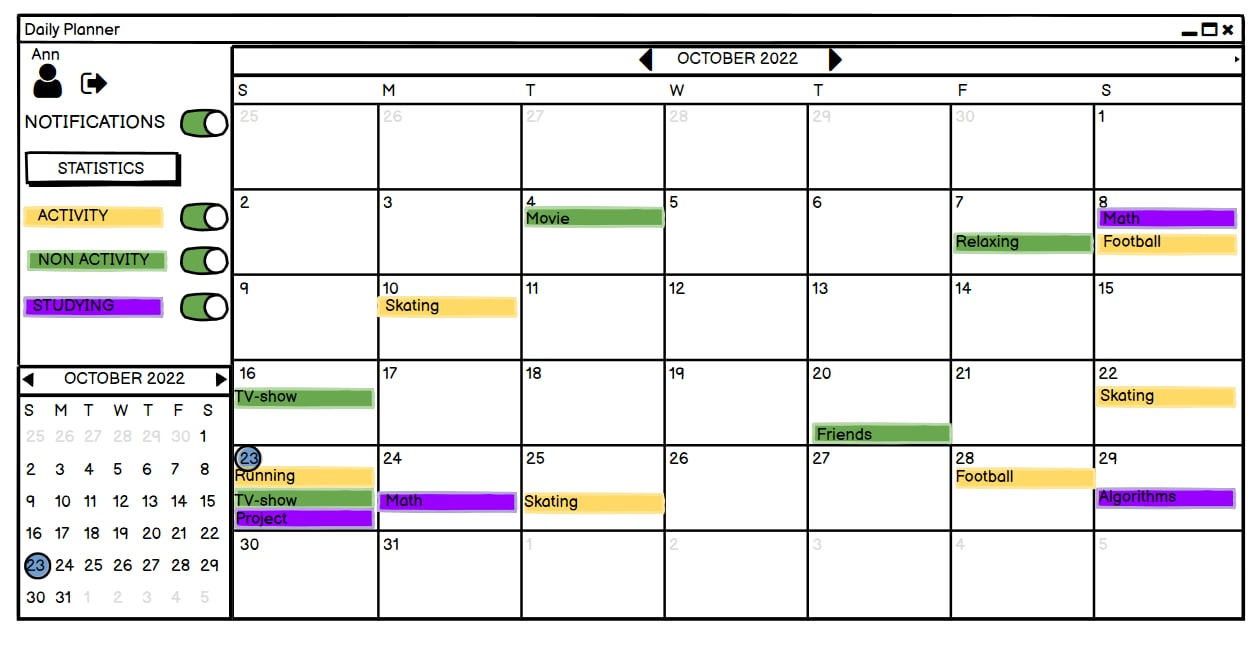 Daily Planner
Ann
NOTIFICATIONS
STATISTICS
ACTIVITY
NON ACTIVITY
STUDYING
OCTOBER 2022
S M T W T F S
25 26 27 28 29 30 1
2 3 4 5 6 7 8
9 10 11 12 13 14 15
16 17 18 19 20 21 22
23 24 25 26 27 28 29
30 31 1 2 3 4 5
OCTOBER 2022
S M T W T F S
25 26 27 28 29 30 1
2 3 4 5 6 7 8
Movie Math
Relaxing Football
9 10 11 12 13 14 15
Skating
16 17 18 19 20 21 22
TV-show Skating
Friends
23 24 25 26 27 28 29
Running Football
TV-show Math Skating Algorithms
Project
30 31 1 2 3 4 5